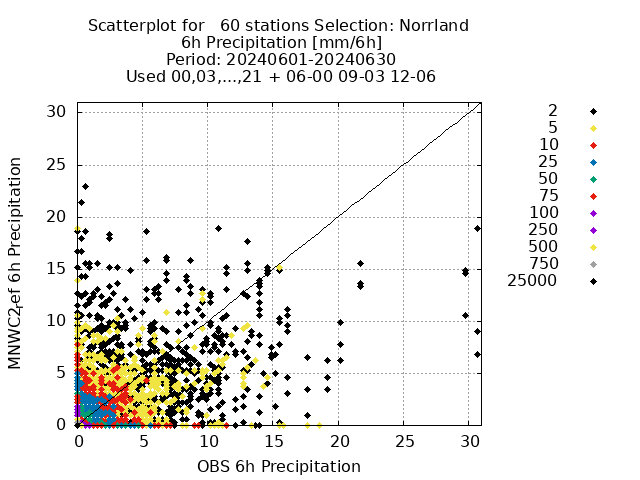 Scatterplot for   60 stations Selection: Norrland
6h Precipitation [mm/6h]
Period: 20240601-20240630
Used 00,03,...,21 + 06-00 09-03 12-06
30
25
20
15
10
5
0
MNWC2_ref 6h Precipitation
0 5 10 15 20 25 30
OBS 6h Precipitation
2
5
10
25
50
75
100
250
500
750
25000